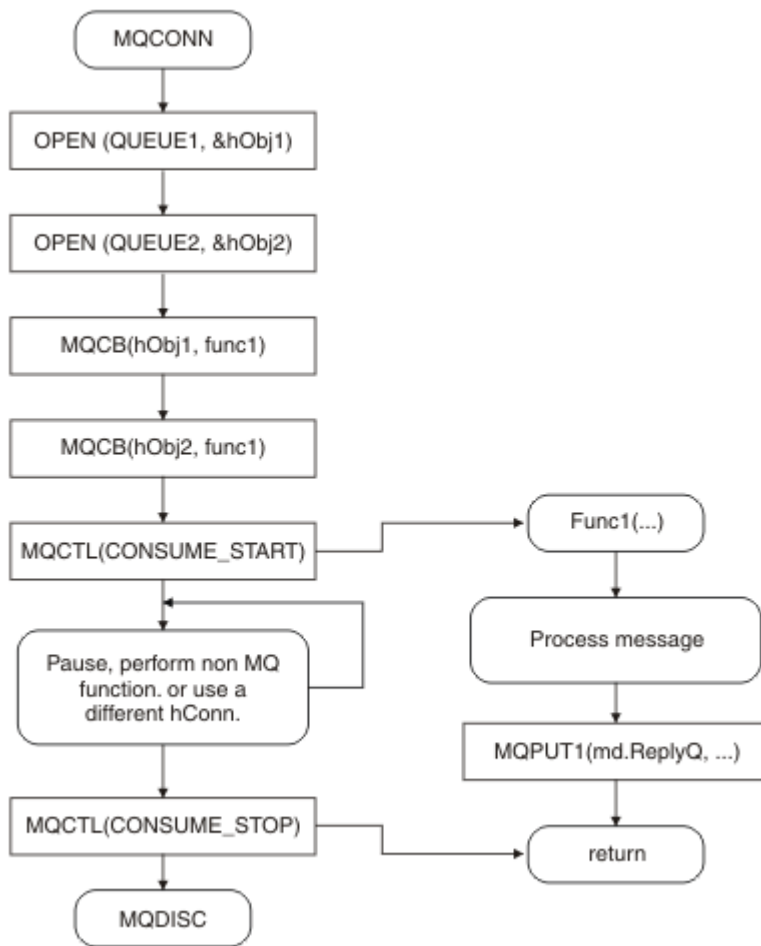 MQCONN
OPEN (QUEUE1, &hObj1)
OPEN (QUEUE2, &hObj2)
MQCB(hObj1, func1)
MQCB(hObj2, func1)
MQCTL(CONSUME_START)
Pause, perform non MQ
function. or use a
different hConn.
MQCTL(CONSUME_STOP)
MQDISC
Func1(...)
Process message
MQPUT1(md.ReplyQ, ...)
return